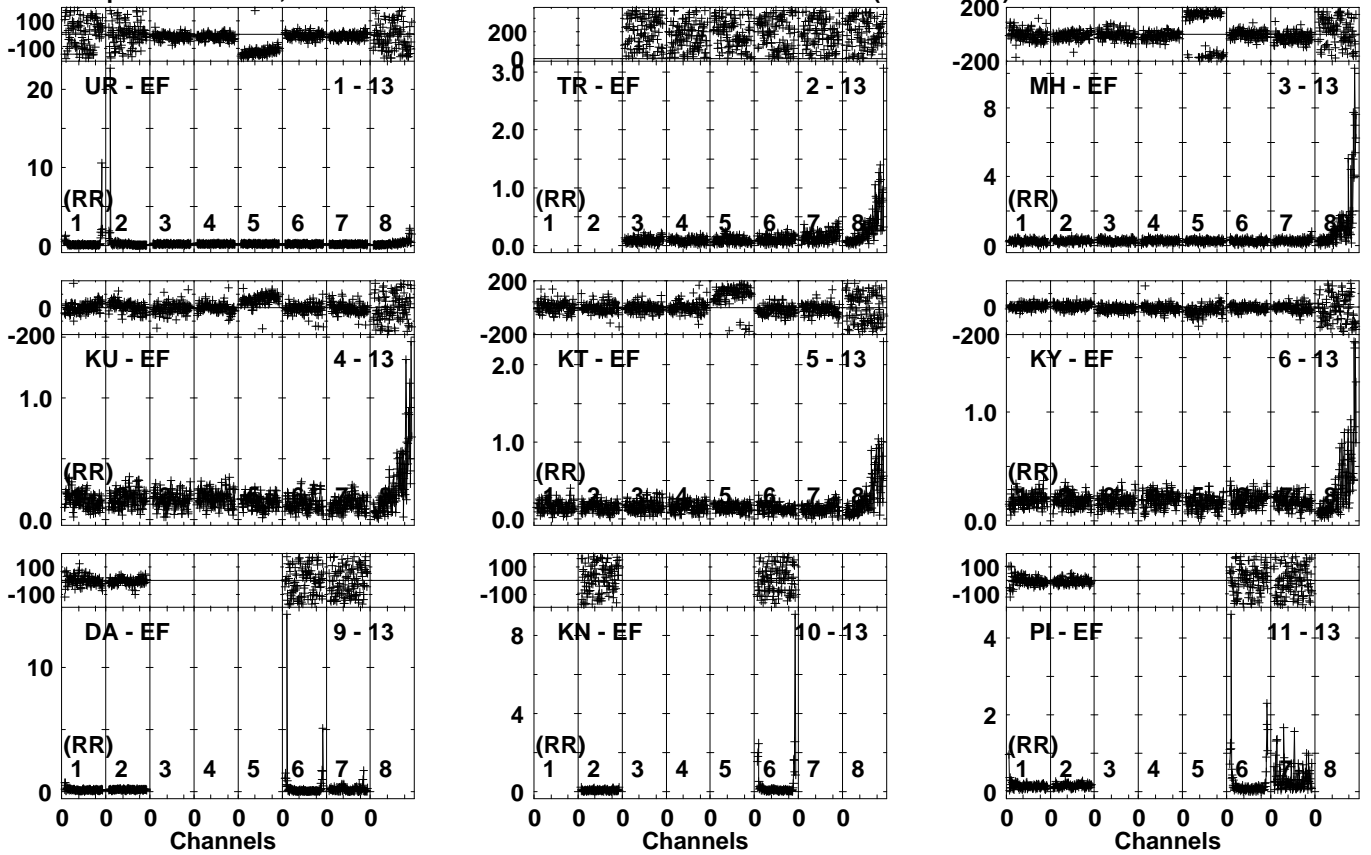 100
-100
UR - EF 1 - 13
20
10
(RR)
1 2 3 4 5 6 7 8
0
200
0
TR - EF 2 - 13
3.0
2.0
1.0
(RR)
1 2 3 4 5 6 7 8
0.0
200
-200
MH - EF 3 - 13
8
4
(RR)
1 2 3 4 5 6 7 8
0
0
-200
KU - EF 4 - 13
1.0
(RR)
7
0.0
200
-200
KT - EF 5 - 13
2.0
1.0
(RR)
1 2 3 4 5 6 7 8
0.0
0
-200
KY - EF 6 - 13
1.0
(RR)
0.0
100
-100
DA - EF 9 - 13
10
(RR)
1 2 3 4 5 6 7 8
0
0 0 0 0 0 0 0 0
Channels
100
-100
KN - EF 10 - 13
8
4
(RR)
1 2 3 4 5 6 7 8
0
0 0 0 0 0 0 0 0
Channels
100
-100
PI - EF 11 - 13
4
2
(RR)
1 2 3 4 5 6 7 8
0
0 0 0 0 0 0 0 0
Channels